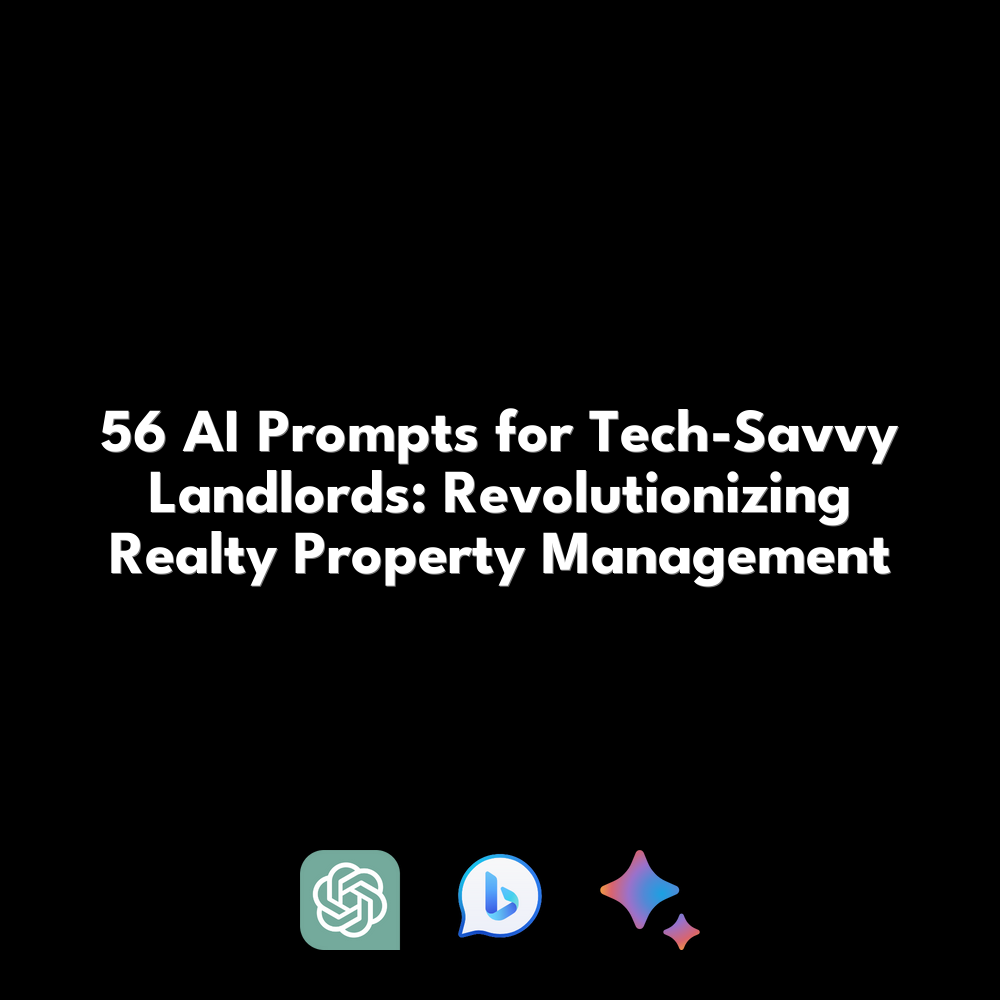 56 AI Prompts for Tech-Savvy
Landlords: Revolutionizing
Realty Property Management